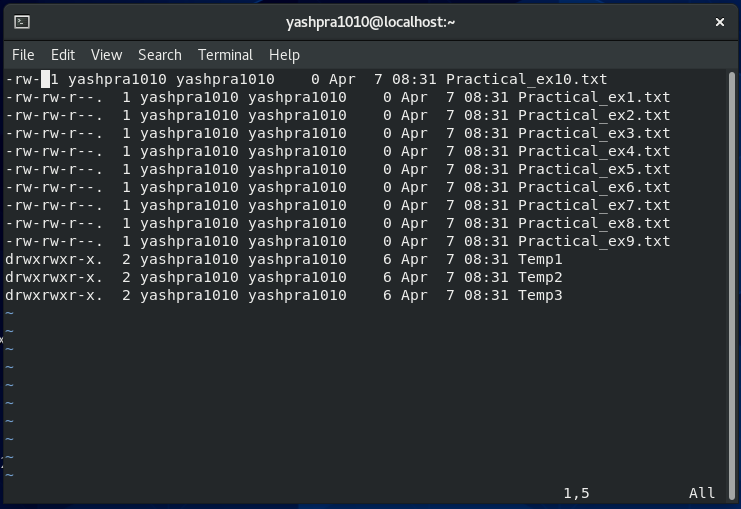 yashpra1010@localhost:~
File Edit View Search Terminal Help
-rw- 1 yashpra1010 yashpra1010    0 Apr  7 08:31 Practical_ex10.txt
-rw-rw-r--.  1 yashpra1010 yashpra1010    0 Apr  7 08:31 Practical_ex1.txt
-rw-rw-r--.  1 yashpra1010 yashpra1010    0 Apr  7 08:31 Practical_ex2.txt
-rw-rw-r--.  1 yashpra1010 yashpra1010    0 Apr  7 08:31 Practical_ex3.txt
-rw-rw-r--.  1 yashpra1010 yashpra1010    0 Apr  7 08:31 Practical_ex4.txt
-rw-rw-r--.  1 yashpra1010 yashpra1010    0 Apr  7 08:31 Practical_ex5.txt
-rw-rw-r--.  1 yashpra1010 yashpra1010    0 Apr  7 08:31 Practical_ex6.txt
-rw-rw-r--.  1 yashpra1010 yashpra1010    0 Apr  7 08:31 Practical_ex7.txt
-rw-rw-r--.  1 yashpra1010 yashpra1010    0 Apr  7 08:31 Practical_ex8.txt
-rw-rw-r--.  1 yashpra1010 yashpra1010    0 Apr  7 08:31 Practical_ex9.txt
drwxrwxr-x.  2 yashpra1010 yashpra1010    6 Apr  7 08:31 Temp1
drwxrwxr-x.  2 yashpra1010 yashpra1010    6 Apr  7 08:31 Temp2
drwxrwxr-x.  2 yashpra1010 yashpra1010    6 Apr  7 08:31 Temp3
~
~
~
~
~
~
~
~
~
~
1,5 All